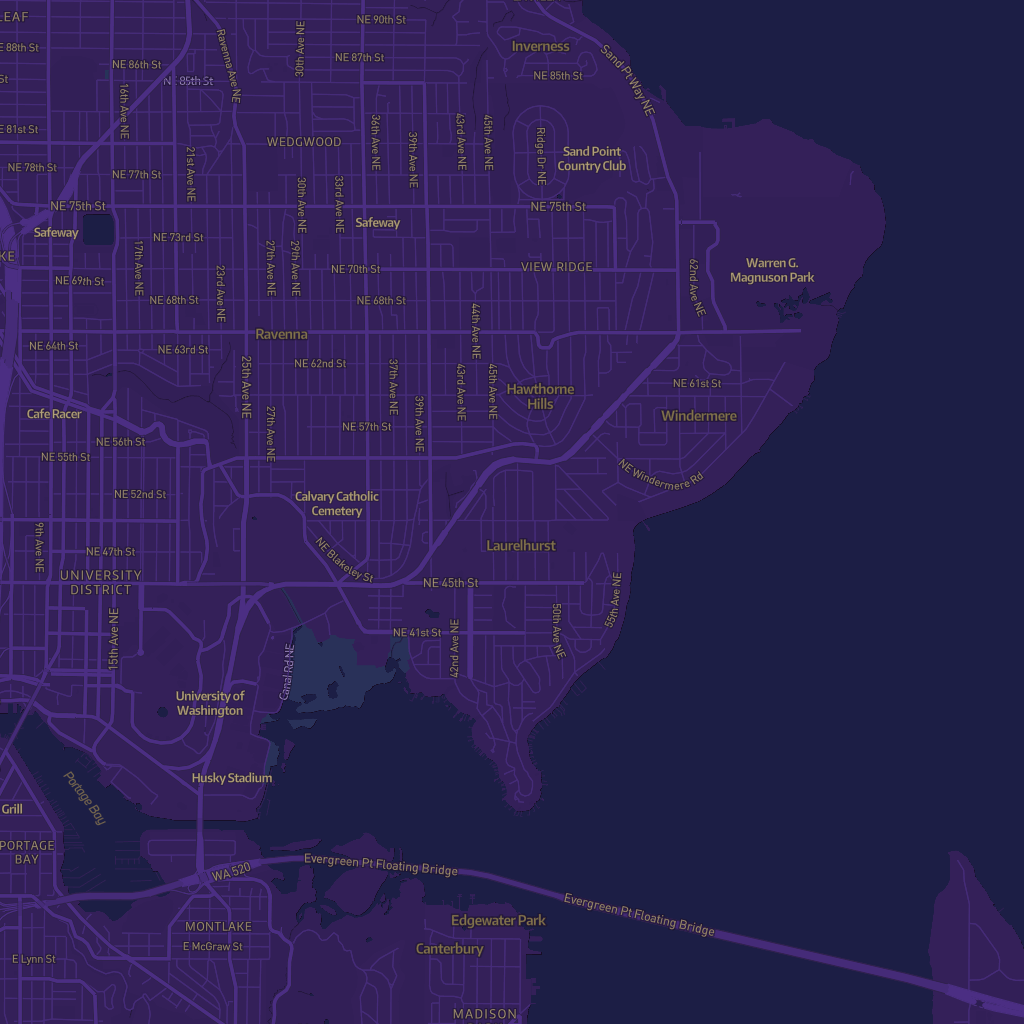 LEAF
NE 90th St
Inverness
E 88th St
NE 87th St
NE 86th St
NE 85th St
NE 85th St
Sand Pt Way NE
Ravenna Ave NE
30th Ave NE
16th Ave NE
E 81st St
WEDGWOOD
36th Ave NE
39th Ave NE
43rd Ave NE
45th Ave NE
Ridge Dr NE
Sand Point
Country Club
NE 78th St
NE 77th St
21st Ave NE
30th Ave NE
33rd Ave NE
NE 75th St
NE 75th St
Safeway
Safeway
NE 73rd St
17th Ave NE
27th Ave NE
29th Ave NE
KE
NE 70th St
VIEW RIDGE
62nd Ave NE
Warren G.
Magnuson Park
NE 69th St
23rd Ave NE
NE 68th St
NE 68th St
44th Ave NE
Ravenna
NE 64th St
NE 63rd St
NE 62nd St
25th Ave NE
37th Ave NE
43rd Ave NE
45th Ave NE
Hawthorne
Hills
NE 61st St
Windermere
Cafe Racer
27th Ave NE
39th Ave NE
NE 57th St
NE 56th St
NE 55th St
NE Windermere Rd
NE 52nd St
Calvary Catholic
Cemetery
9th Ave NE
NE 47th St
NE Blakeley St
Laurelhurst
UNIVERSITY
DISTRICT
NE 45th St
15th Ave NE
50th Ave NE
55th Ave NE
NE 41st St
42nd Ave NE
Canal Rd NE
University of
Washington
Husky Stadium
Portage Bay
Grill
PORTAGE
BAY
WA 520
Evergreen Pt Floating Bridge
Evergreen Pt Floating Bridge
MONTLAKE
Edgewater Park
E McGraw St
Canterbury
E Lynn St
MADISON